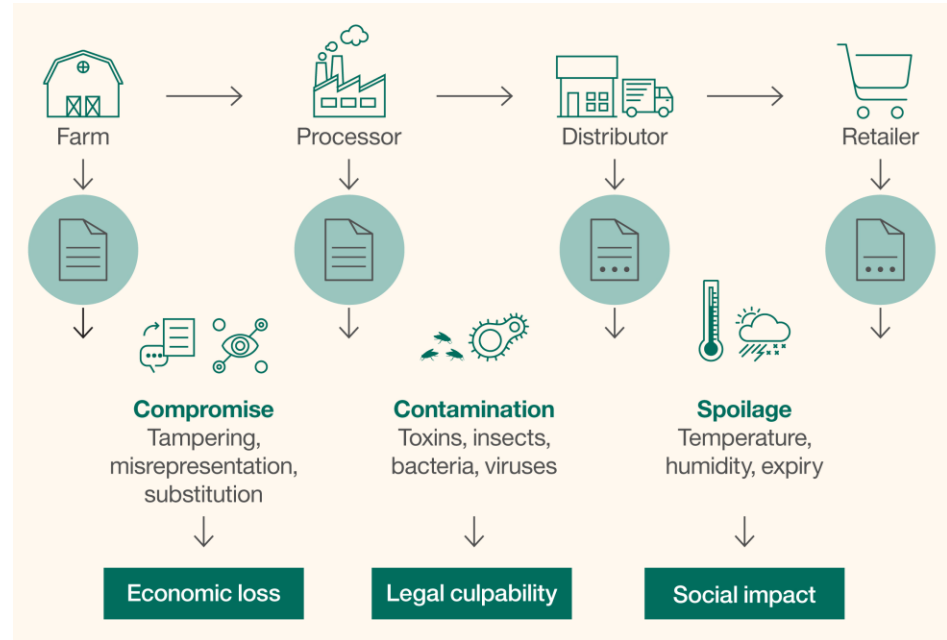 Farm
Processor
Distributor
Retailer
Compromise
Tampering,
misrepresentation,
substitution
Contamination
Toxins, insects,
bacteria, viruses
Spoilage
Temperature,
humidity, expiry
Economic loss
Legal culpability
Social impact